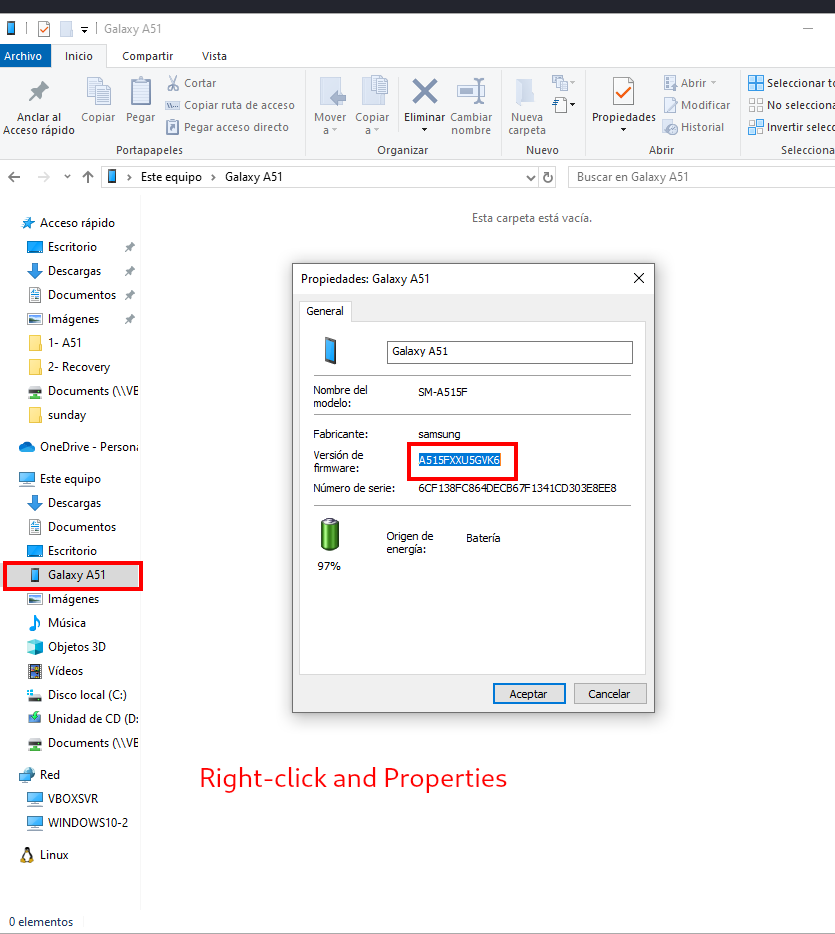 Galaxy A51
Archivo Inicio Compartir Vista
Anclar al
Acceso rápido
Copiar
Pegar
Cortar
Copiar ruta de acceso
Pegar acceso directo
Portapapeles
Mover
a
Copiar
a
Eliminar
Cambiar
nombre
Organizar
Nueva
carpeta
Nuevo
Propiedades
Abrir
Modificar
Historial
Abrir
Seleccionar to
No selecciona
Invertir selecc
Selecciona
Este equipo > Galaxy A51
Buscar en Galaxy A51
Esta carpeta está vacía.
Acceso rápido
Escritorio
Descargas
Documentos
Imágenes
1- A51
2- Recovery
Documents (\\VE
sunday
OneDrive - Persona
Este equipo
Descargas
Documentos
Escritorio
Galaxy A51
Imágenes
Música
Objetos 3D
Vídeos
Disco local (C:)
Unidad de CD (D:
Documents (\\VE
Red
VBOXSVR
WINDOWS10-2
Linux
Propiedades: Galaxy A51
General
Galaxy A51
Nombre del
modelo:
SM-A515F
Fabricante: samsung
Versión de
firmware:
A515FXXU5GVK6
Número de serie: 6CF138FC864DECB67F1341CD303E8EE8
97%
Origen de
energía:
Batería
Aceptar Cancelar
Right-click and Properties
0 elementos